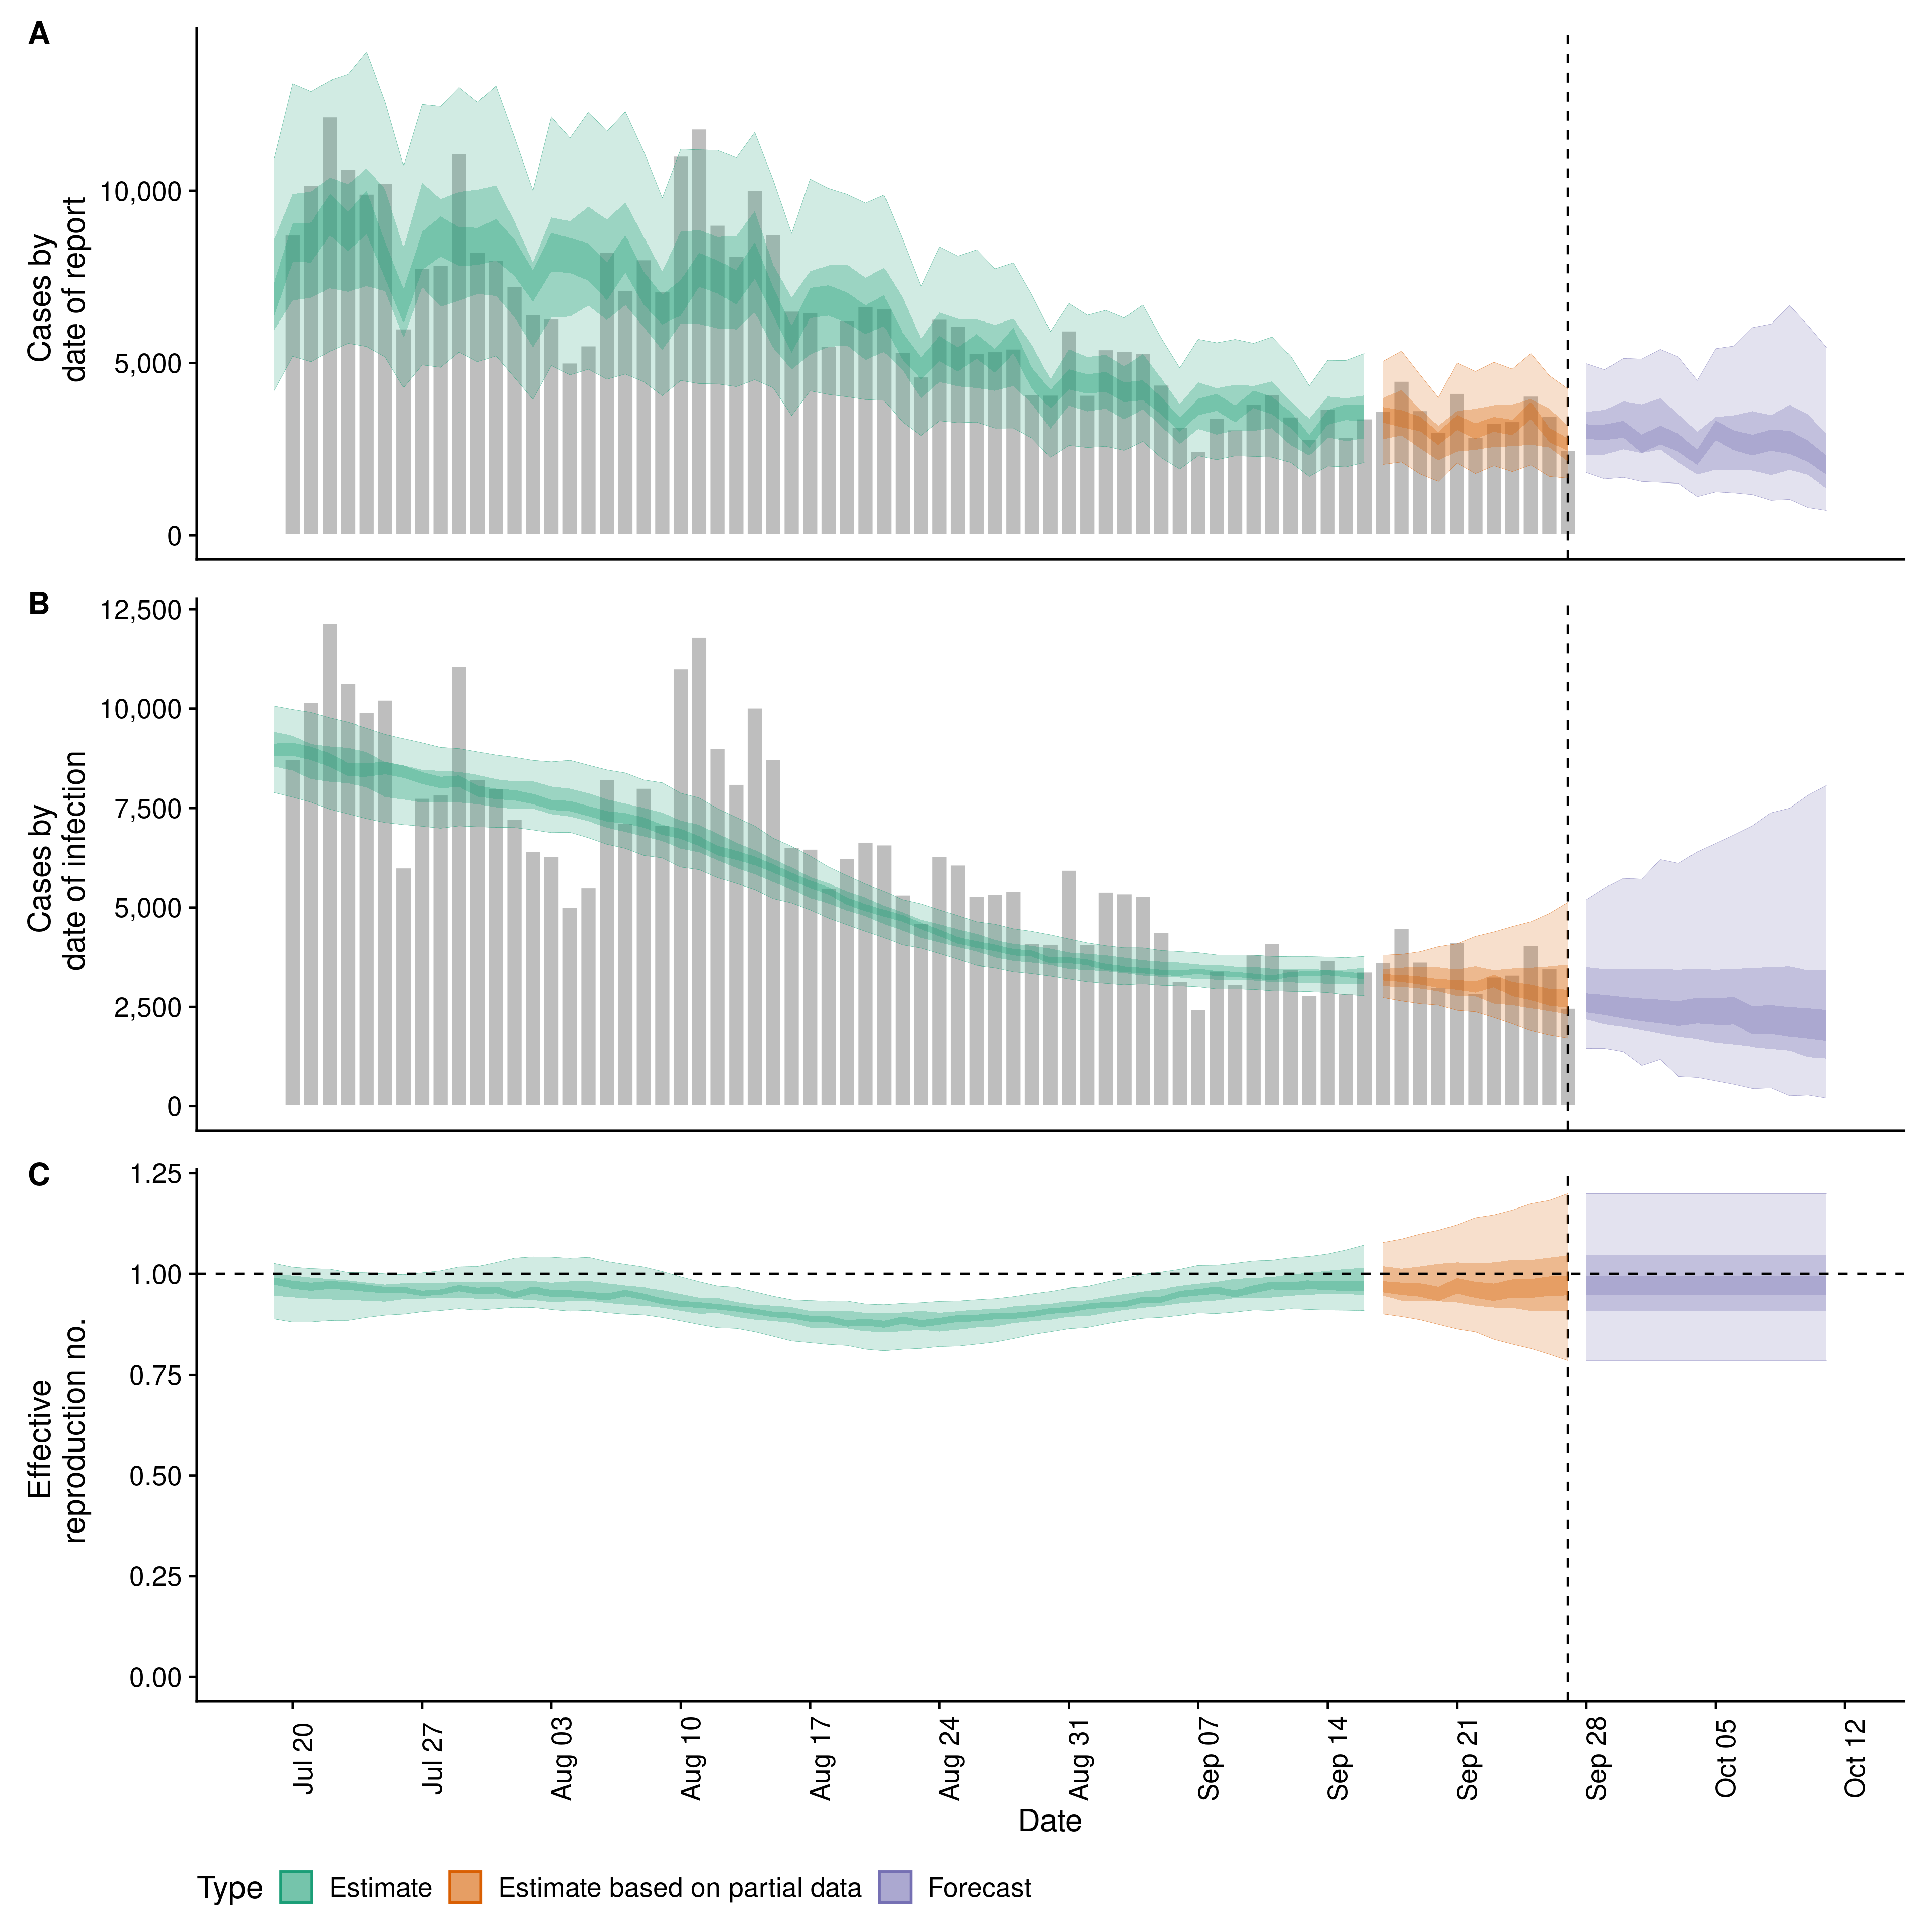 A
Cases by
date of report
10,000
5,000
0
B
Cases by
date of infection
12,500
10,000
7,500
5,000
2,500
0
C
Effective
reproduction no.
1.25
1.00
0.75
0.50
0.25
0.00
Jul 20
Jul 27
Aug 03
Aug 10
Aug 17
Aug 24
Aug 31
Sep 07
Sep 14
Sep 21
Sep 28
Oct 05
Oct 12
Date
Type Estimate Estimate based on partial data Forecast